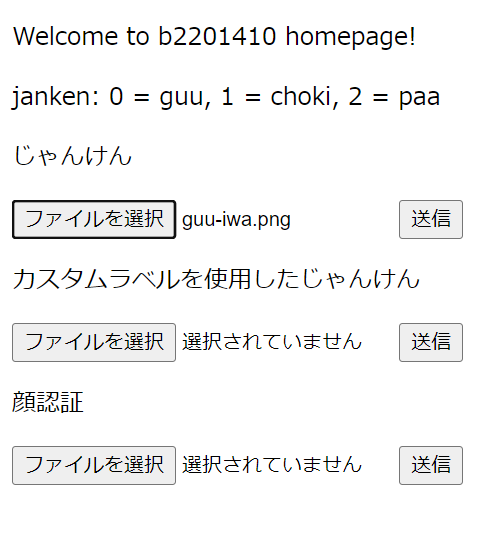 Welcome to b2201410 homepage!
janken: 0 = guu, 1 = choki, 2 = paa
じゃんけん
ファイルを選択 guu-iwa.png 送信
カスタムラベルを使用したじゃんけん
ファイルを選択 選択されていません 送信
顔認証
ファイルを選択 選択されていません 送信